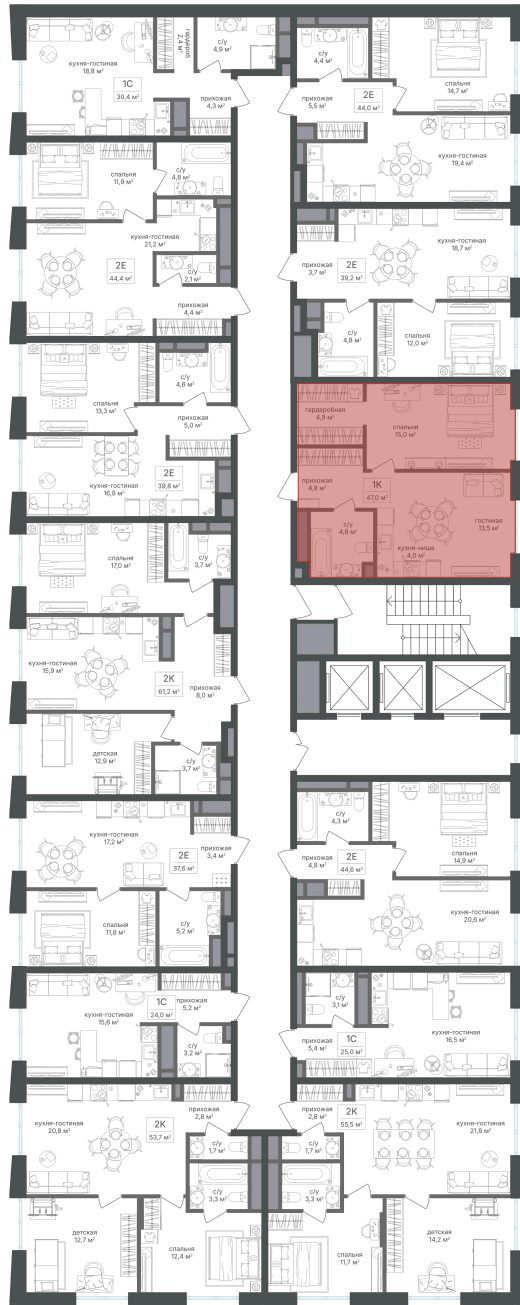 кухня-гостиная
18,8 м²
гардероб
2,4 м²
с/у
4,9 м²
1С
30,4
прихожая
4,3 м²
с/у
4,4 м²
спальня
14,7 м²
прихожая
5,5 м²
2Е
44,0
кухня-гостиная
19,4 м²
спальня
11,9 м²
с/у
4,8 м²
кухня-гостиная
21,2 м²
2Е
44,4
с/у
2,1 м²
прихожая
4,4 м²
кухня-гостиная
18,7 м²
прихожая
3,7 м²
2Е
39,2
с/у
4,8 м²
спальня
12,0 м²
спальня
13,3 м²
с/у
4,6 м²
прихожая
5,0 м²
кухня-гостиная
16,9 м²
2Е
39,8
гардеробная
4,9 м²
спальня
15,0 м²
прихожая
4,8 м²
1К
47,0
с/у
4,8 м²
гостиная
13,5 м²
кухня-ниша
4,0 м²
спальня
17,0 м²
с/у
3,7 м²
кухня-гостиная
15,9 м²
2К
61,2
прихожая
8,0 м²
детская
12,9 м²
с/у
3,7 м²
кухня-гостиная
17,2 м²
2Е
37,6
прихожая
3,4 м²
спальня
11,8 м²
с/у
5,2 м²
с/у
4,3 м²
спальня
14,9 м²
прихожая
4,8 м²
2Е
44,6
кухня-гостиная
20,6 м²
кухня-гостиная
15,6 м²
1С
24,0
прихожая
5,2 м²
с/у
3,2 м²
с/у
3,1 м²
прихожая
5,4 м²
1С
25,0
кухня-гостиная
16,5 м²
кухня-гостиная
20,8 м²
2К
53,7
прихожая
2,8 м²
с/у
1,7 м²
с/у
3,3 м²
детская
12,7 м²
спальня
12,4 м²
прихожая
2,8 м²
2К
55,5
кухня-гостиная
21,8 м²
с/у
1,7 м²
с/у
3,3 м²
спальня
11,7 м²
детская
14,2 м²